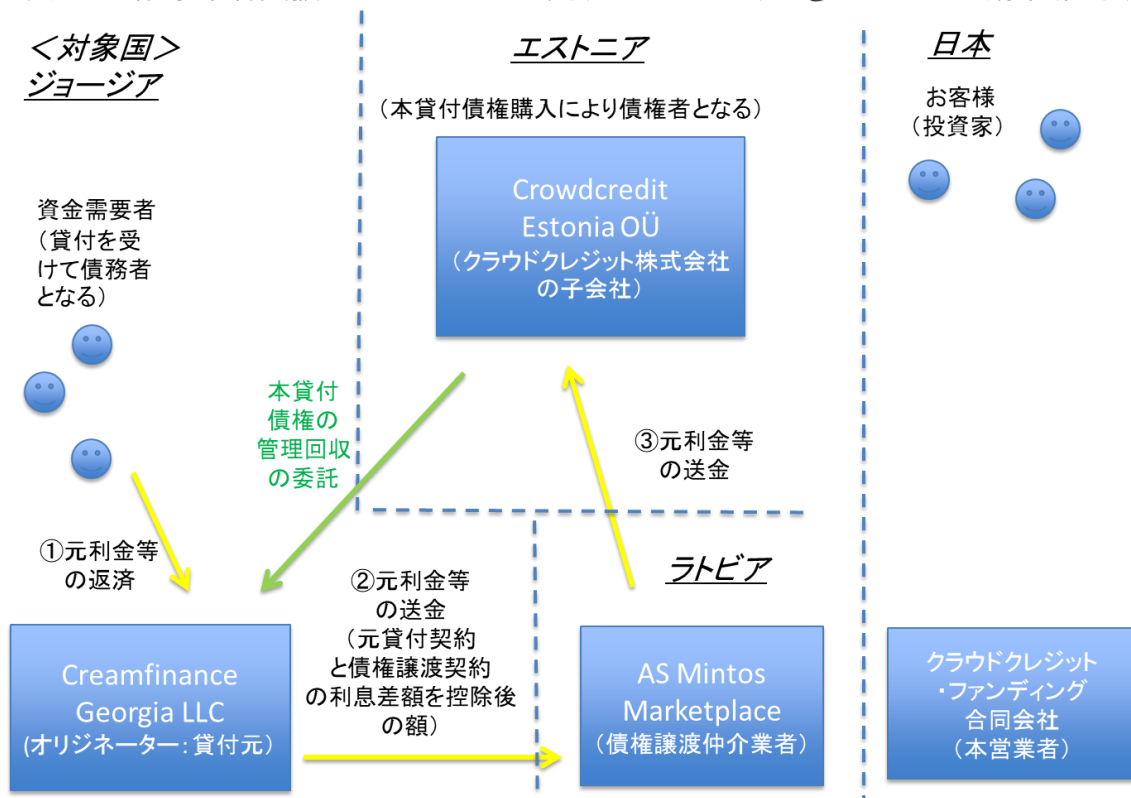 ＜対象国＞
ジョージア
資金需要者
（貸付を受
けて債務者
となる）
①元利金等
の返済
Creamfinance
Georgia LLC
(オリジネーター：貸付元）
エストニア
（本貸付債権購入により債権者となる）
Crowdcredit
Estonia OÜ
（クラウドクレジット株式会社
の子会社）
本貸付
債権の
管理回収
の委託
③元利金等
の送金
②元利金等
の送金
（元貸付契約
と債権譲渡契約
の利息差額を控除後
の額）
ラトビア
AS Mintos
Marketplace
（債権譲渡仲介業者）
日本
お客様
（投資家）
クラウドクレジット
・ファンディング
合同会社
（本営業者）